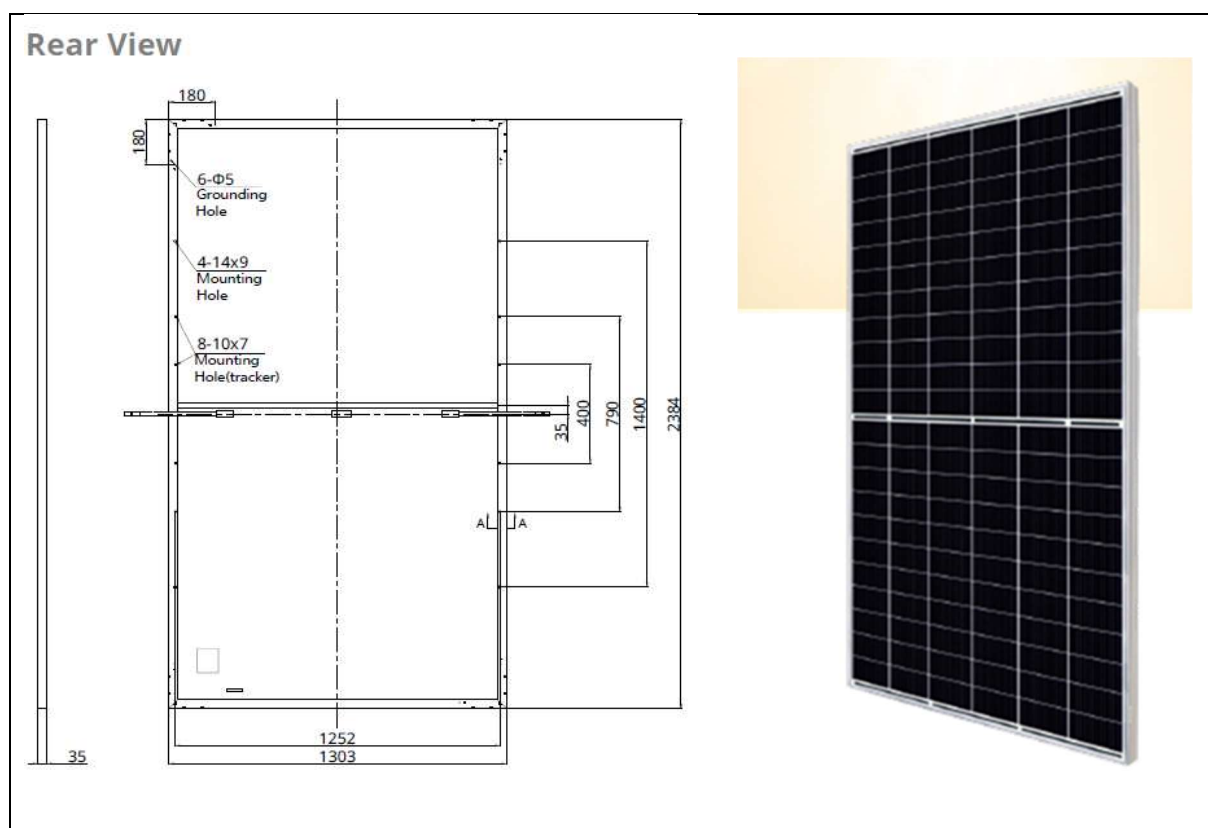 Rear View
180
180
6-Φ5
Grounding
Hole
4-14x9
Mounting
Hole
8-10x7
Mounting
Hole(tracker)
35
400
790
1400
2384
A
A
1252
1303
35